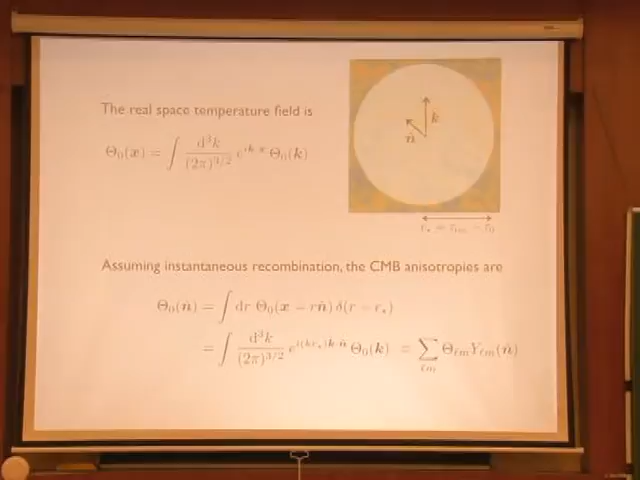 The real space temperature field is
Θ₀(x) = ∫ d³k/(2π)^{3/2} e^{ik·x} Θ₀(k)
k
n̂
Assuming instantaneous recombination, the CMB anisotropies are
Θ₀(n̂) = ∫ dr Θ₀(x = rn̂) δ(r − r⋆)
= ∫ d³k/(2π)^{3/2} e^{i(kr⋆)k̂·n̂} Θ₀(k) = ∑_{ℓm} Θ_{ℓm}Y_{ℓm}(n̂)